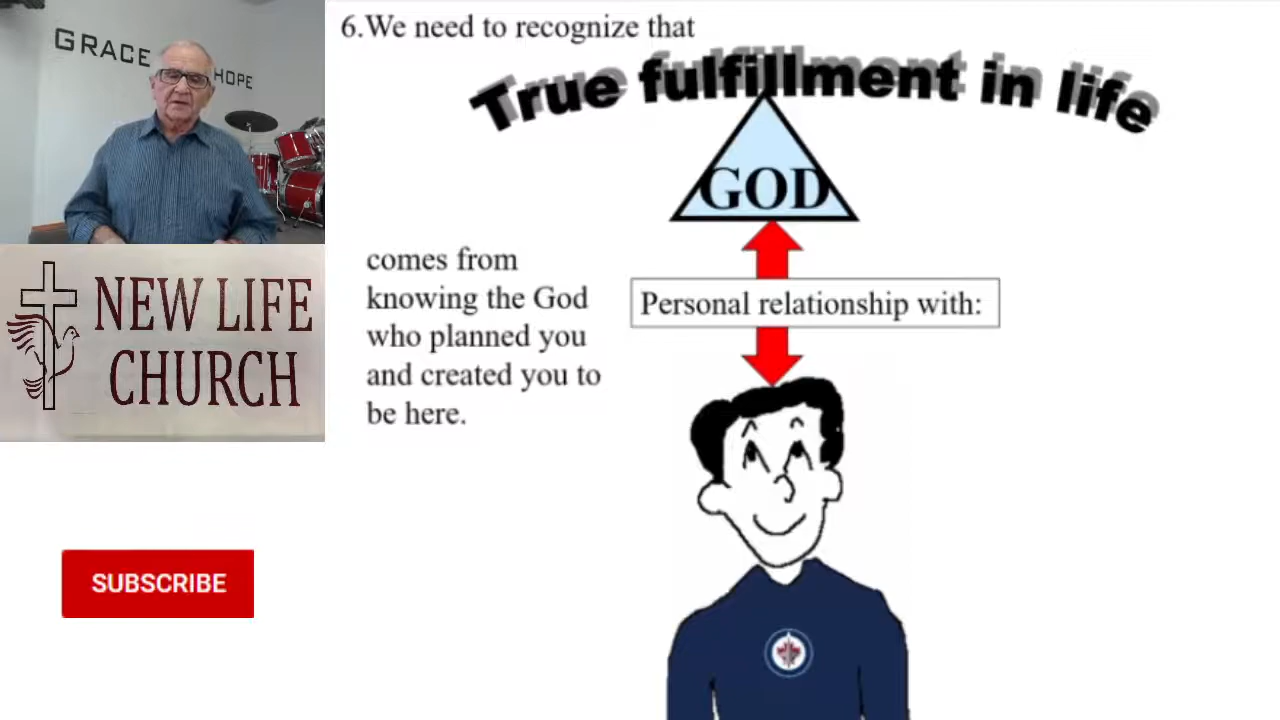 GRACE HOPE
NEW LIFE
CHURCH
SUBSCRIBE
6.We need to recognize that
True fulfillment in life
GOD
comes from
knowing the God
who planned you
and created you to
be here.
Personal relationship with: